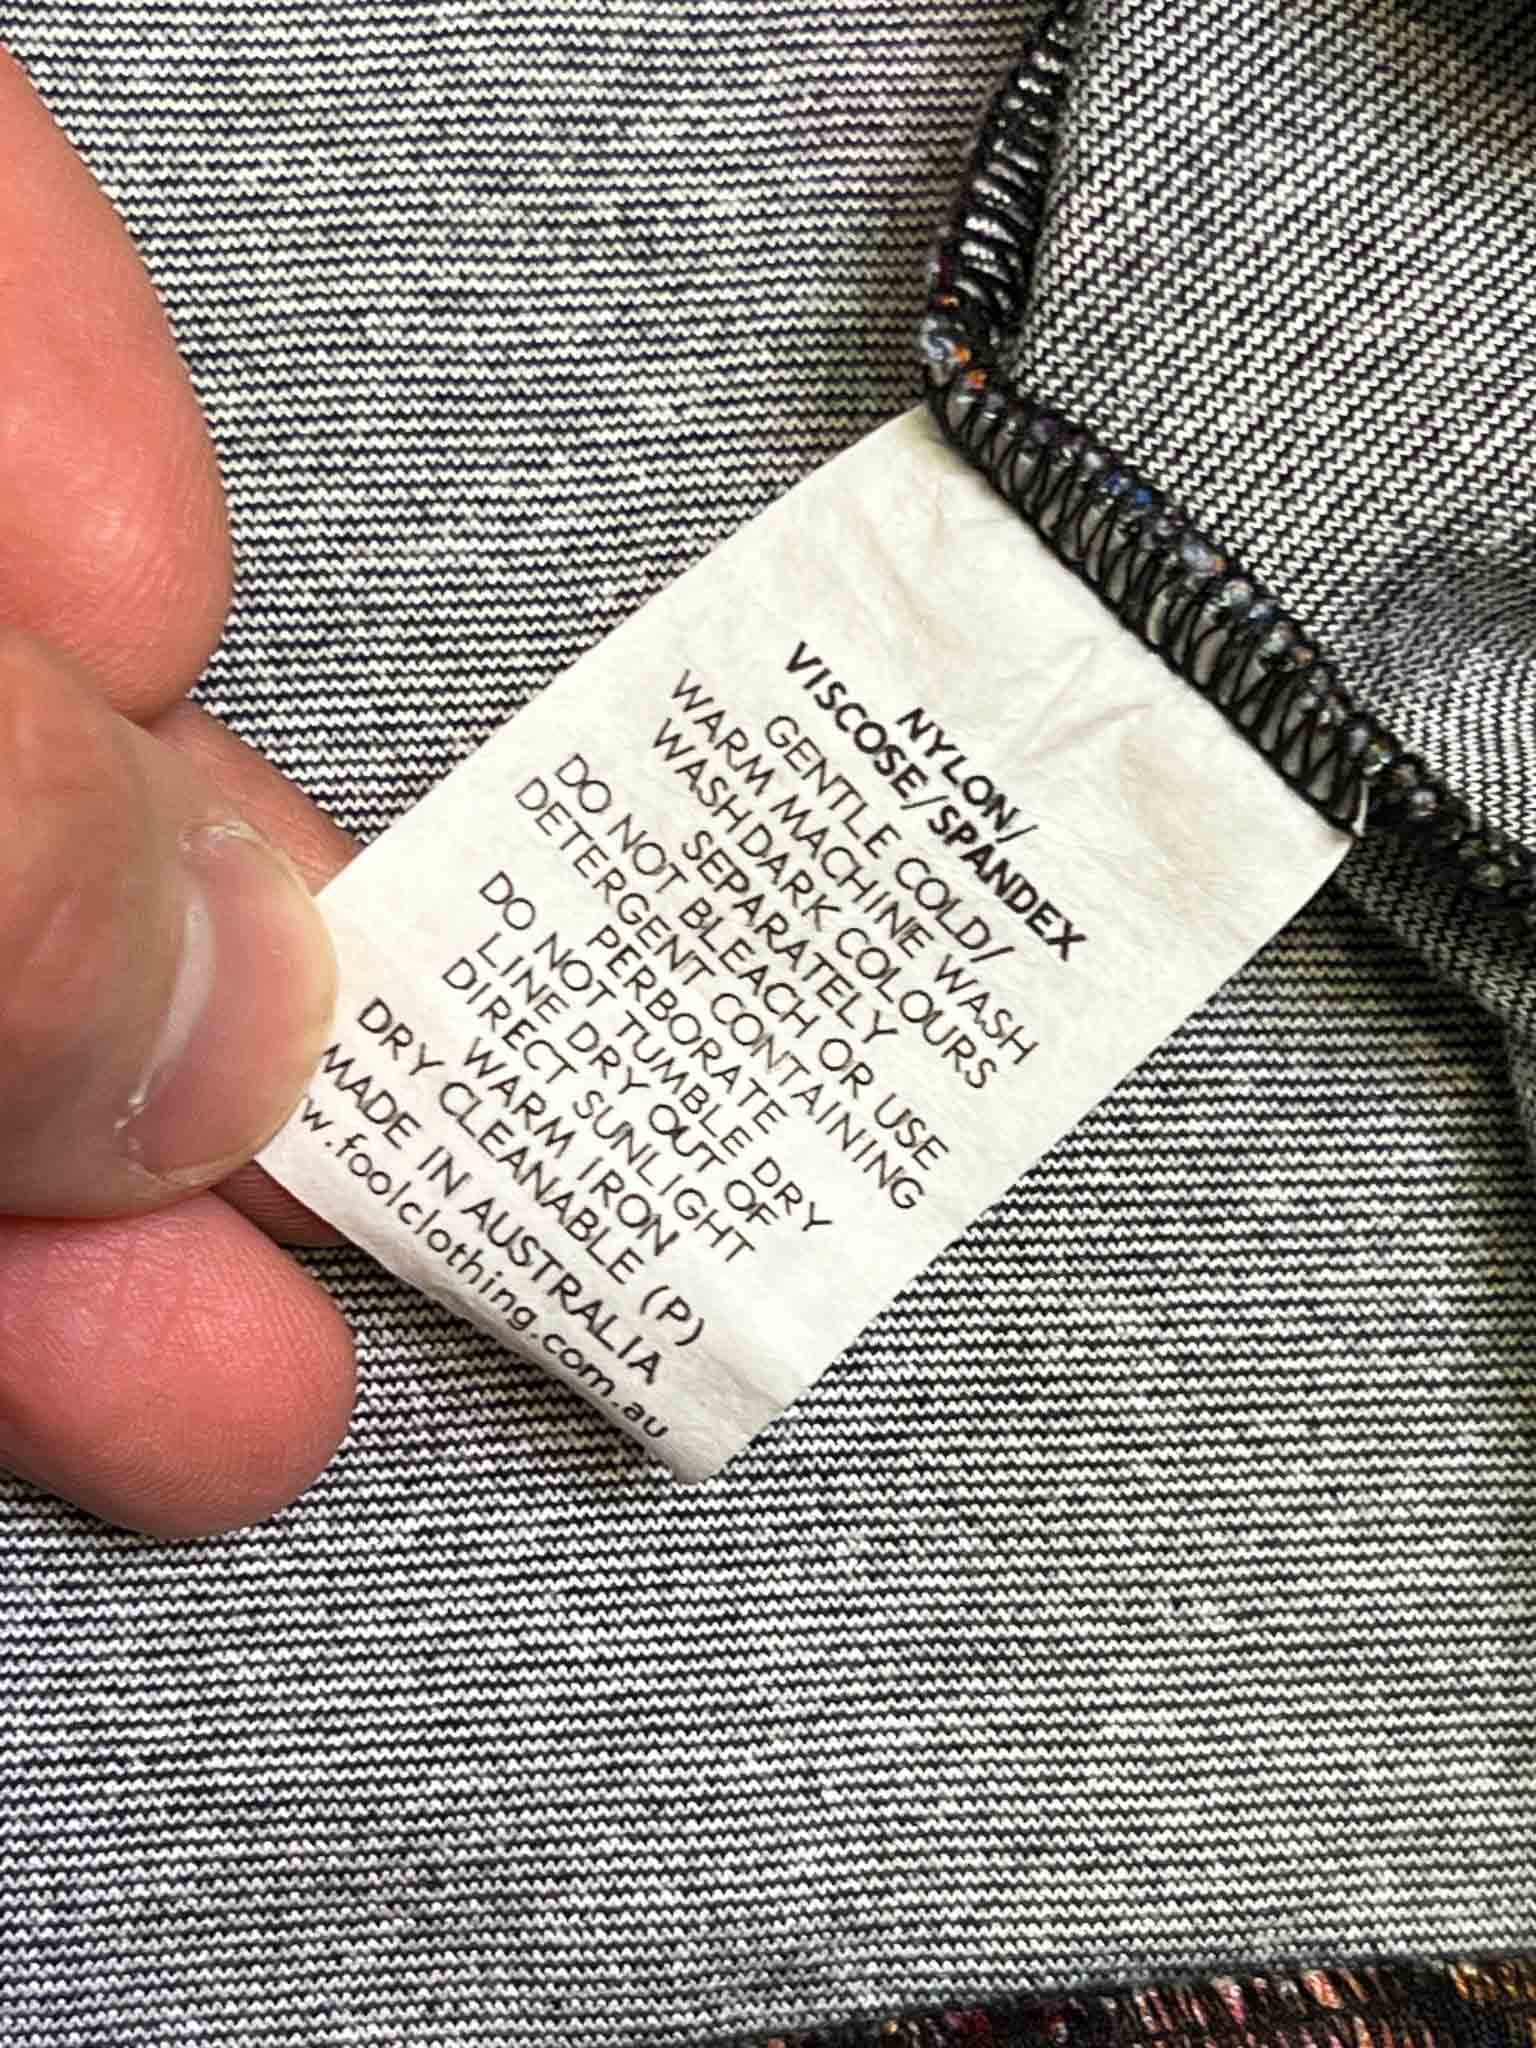 NYLON/
VISCOSE/SPANDEX
GENTLE COLD/
WARM MACHINE WASH
WASH DARK COLOURS
SEPARATELY
DO NOT BLEACH OR USE
DETERGENT CONTAINING
PERBORATE
DO NOT TUMBLE DRY
LINE DRY OUT OF
DIRECT SUNLIGHT
WARM IRON
DRY CLEANABLE (P)
MADE IN AUSTRALIA
w.foolclothing.com.au